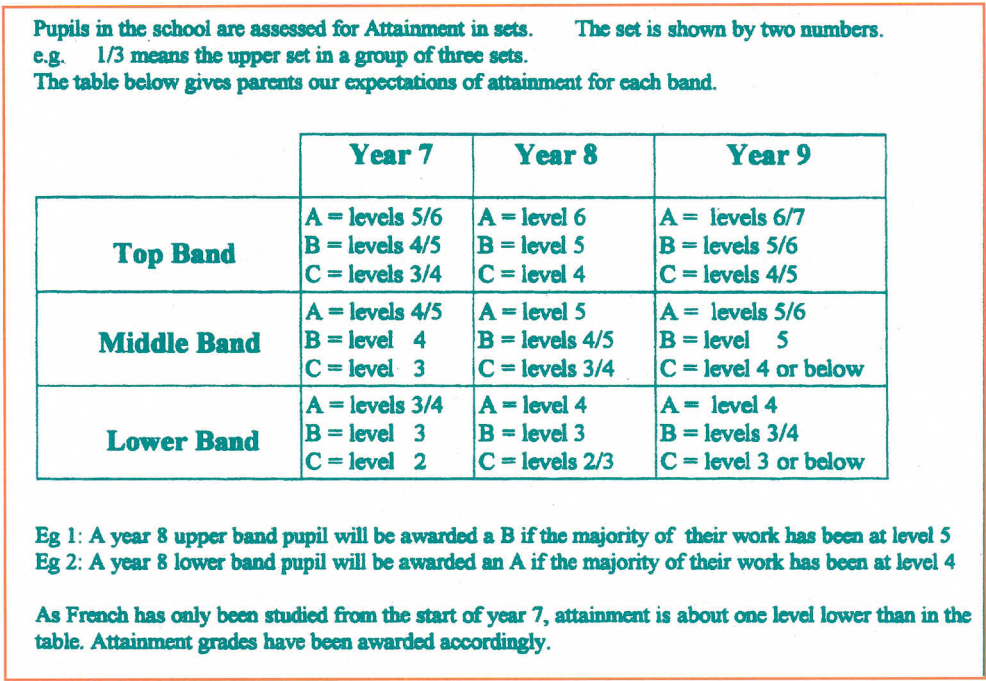 Pupils in the school are assessed for Attainment in sets. The set is shown by two numbers.
e.g. 1/3 means the upper set in a group of three sets.
The table below gives parents our expectations of attainment for each band.
Year 7 Year 8 Year 9
Top Band
A = levels 5/6 A = level 6 A = levels 6/7
B = levels 4/5 B = level 5 B = levels 5/6
C = levels 3/4 C = level 4 C = levels 4/5
Middle Band
A = levels 4/5 A = level 5 A = levels 5/6
B = level 4 B = levels 4/5 B = level 5
C = level 3 C = levels 3/4 C = level 4 or below
Lower Band
A = levels 3/4 A = level 4 A = level 4
B = level 3 B = level 3 B = levels 3/4
C = level 2 C = levels 2/3 C = level 3 or below
Eg 1: A year 8 upper band pupil will be awarded a B if the majority of their work has been at level 5
Eg 2: A year 8 lower band pupil will be awarded an A if the majority of their work has been at level 4
As French has only been studied from the start of year 7, attainment is about one level lower than in the
table. Attainment grades have been awarded accordingly.